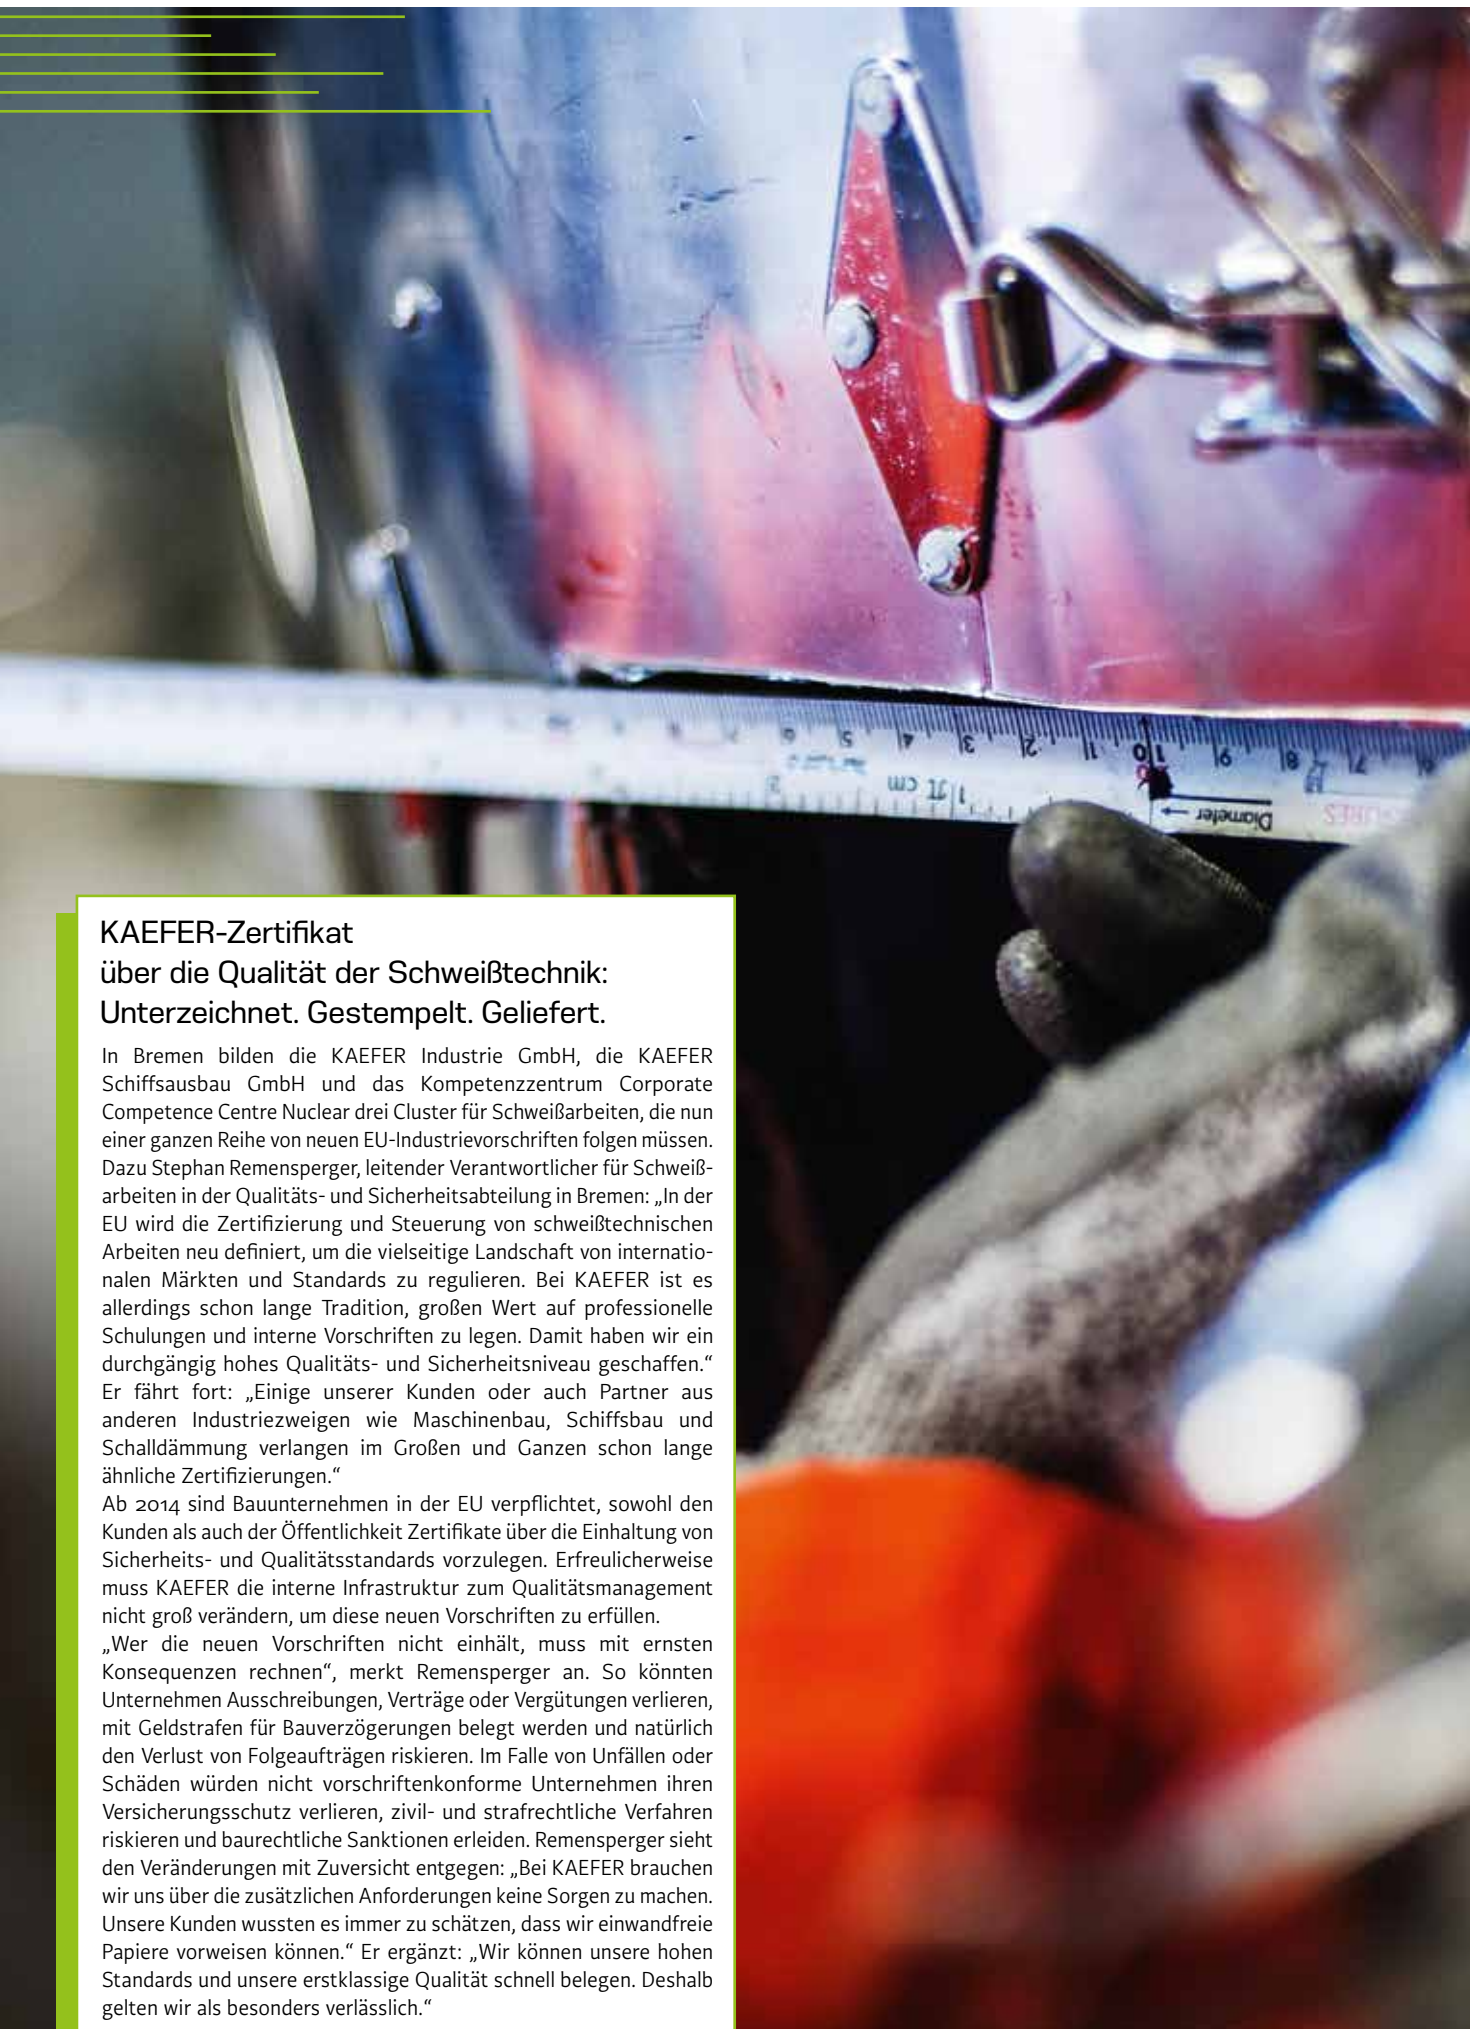 6 5 4 3 2 11 10 9 8 7
1 ft cm
Diameter
KAEFER-Zertifikat
über die Qualität der Schweißtechnik:
Unterzeichnet. Gestempelt. Geliefert.
In Bremen bilden die KAEFER Industrie GmbH, die KAEFER
Schiffsausbau GmbH und das Kompetenzzentrum Corporate
Competence Centre Nuclear drei Cluster für Schweißarbeiten, die nun
einer ganzen Reihe von neuen EU-Industrievorschriften folgen müssen.
Dazu Stephan Remensperger, leitender Verantwortlicher für Schweiß-
arbeiten in der Qualitäts- und Sicherheitsabteilung in Bremen: „In der
EU wird die Zertifizierung und Steuerung von schweißtechnischen
Arbeiten neu definiert, um die vielseitige Landschaft von internatio-
nalen Märkten und Standards zu regulieren. Bei KAEFER ist es
allerdings schon lange Tradition, großen Wert auf professionelle
Schulungen und interne Vorschriften zu legen. Damit haben wir ein
durchgängig hohes Qualitäts- und Sicherheitsniveau geschaffen.“
Er fährt fort: „Einige unserer Kunden oder auch Partner aus
anderen Industriezweigen wie Maschinenbau, Schiffsbau und
Schalldämmung verlangen im Großen und Ganzen schon lange
ähnliche Zertifizierungen.“
Ab 2014 sind Bauunternehmen in der EU verpflichtet, sowohl den
Kunden als auch der Öffentlichkeit Zertifikate über die Einhaltung von
Sicherheits- und Qualitätsstandards vorzulegen. Erfreulicherweise
muss KAEFER die interne Infrastruktur zum Qualitätsmanagement
nicht groß verändern, um diese neuen Vorschriften zu erfüllen.
„Wer die neuen Vorschriften nicht einhält, muss mit ernsten
Konsequenzen rechnen“, merkt Remensperger an. So könnten
Unternehmen Ausschreibungen, Verträge oder Vergütungen verlieren,
mit Geldstrafen für Bauverzögerungen belegt werden und natürlich
den Verlust von Folgeaufträgen riskieren. Im Falle von Unfällen oder
Schäden würden nicht vorschriftenkonforme Unternehmen ihren
Versicherungsschutz verlieren, zivil- und strafrechtliche Verfahren
riskieren und baurechtliche Sanktionen erleiden. Remensperger sieht
den Veränderungen mit Zuversicht entgegen: „Bei KAEFER brauchen
wir uns über die zusätzlichen Anforderungen keine Sorgen zu machen.
Unsere Kunden wussten es immer zu schätzen, dass wir einwandfreie
Papiere vorweisen können.“ Er ergänzt: „Wir können unsere hohen
Standards und unsere erstklassige Qualität schnell belegen. Deshalb
gelten wir als besonders verlässlich.“